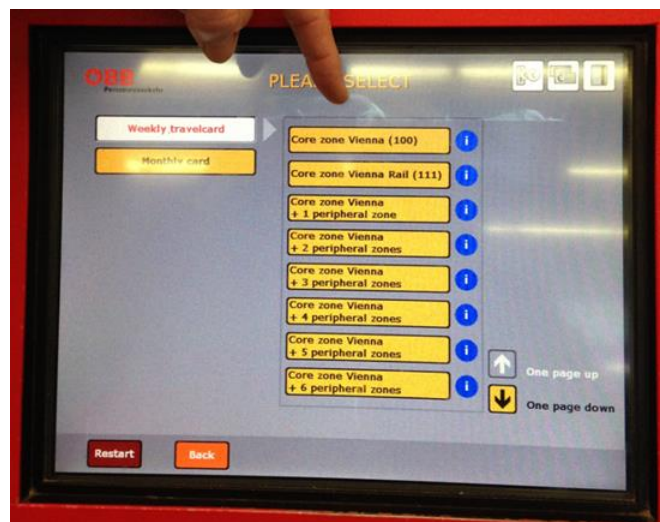 ÖBB
Personenverkehr
PLEASE SELECT
Weekly travelcard
Monthly card
Core zone Vienna (100)
i
Core zone Vienna Rail (111)
i
Core zone Vienna
+ 1 peripheral zone
i
Core zone Vienna
+ 2 peripheral zones
i
Core zone Vienna
+ 3 peripheral zones
i
Core zone Vienna
+ 4 peripheral zones
i
Core zone Vienna
+ 5 peripheral zones
i
Core zone Vienna
+ 6 peripheral zones
i
One page up
One page down
Restart
Back